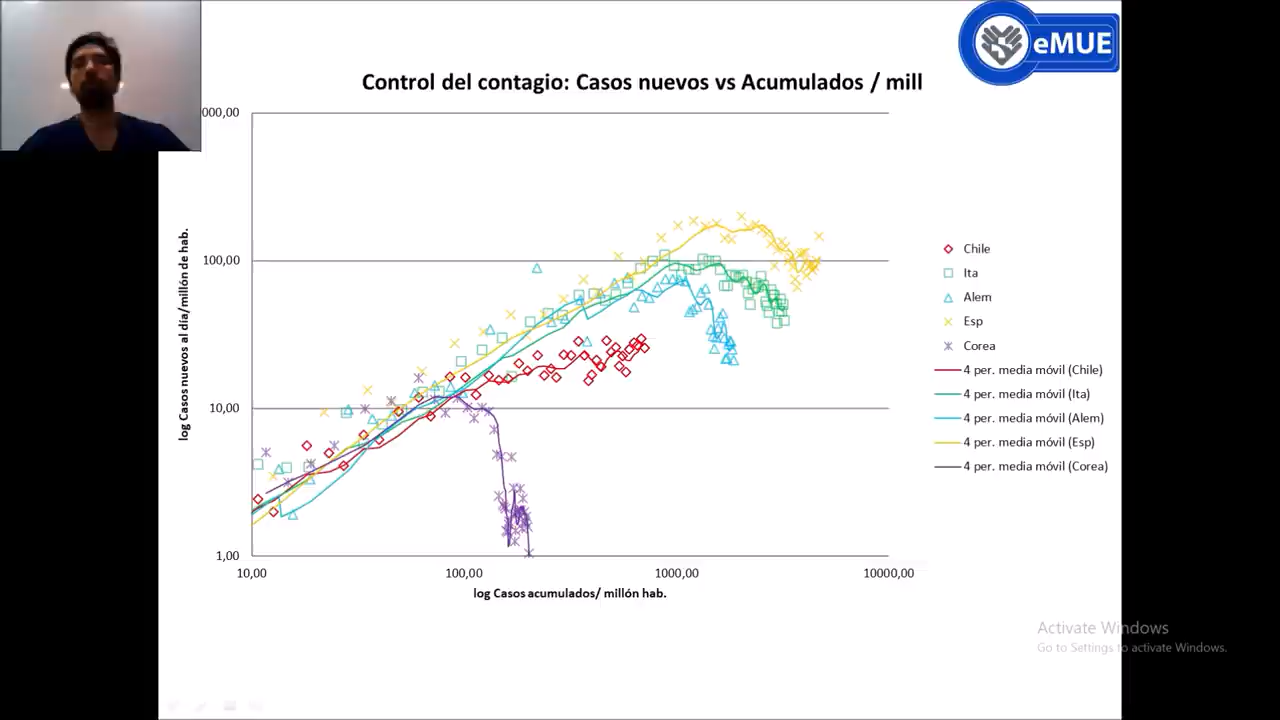 eMUE
Control del contagio: Casos nuevos vs Acumulados / mill
000,00
100,00
10,00
1,00
log Casos nuevos al día/millón de hab.
10,00
100,00
1000,00
10000,00
log Casos acumulados/ millón hab.
Chile
Ita
Alem
Esp
Corea
4 per. media móvil (Chile)
4 per. media móvil (Ita)
4 per. media móvil (Alem)
4 per. media móvil (Esp)
4 per. media móvil (Corea)
Activate Windows
Go to Settings to activate Windows.